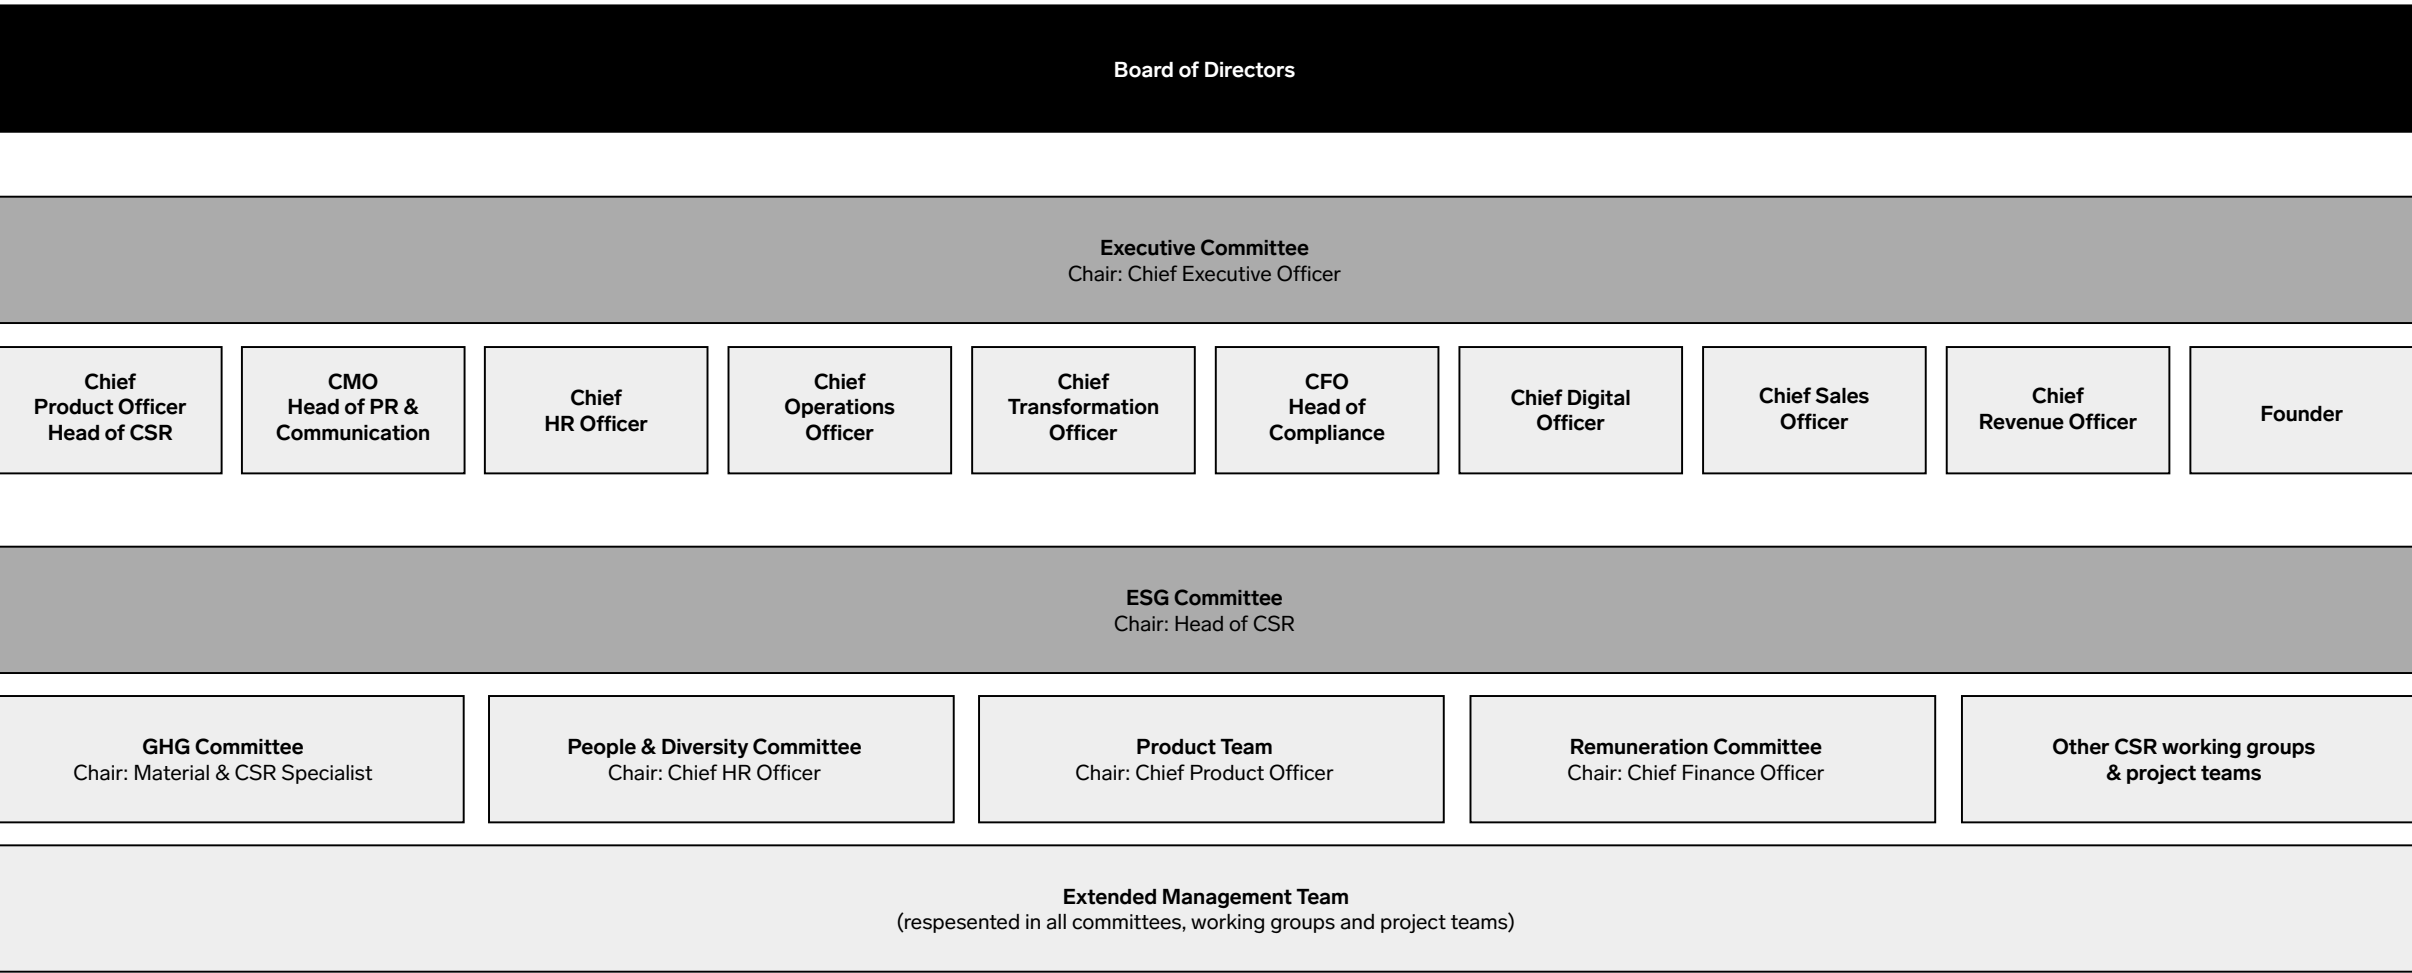 Board of Directors
Executive Committee
Chair: Chief Executive Officer
Chief
Product Officer
Head of CSR
CMO
Head of PR &
Communication
Chief
HR Officer
Chief
Operations
Officer
Chief
Transformation
Officer
CFO
Head of
Compliance
Chief Digital
Officer
Chief Sales
Officer
Chief
Revenue Officer
Founder
ESG Committee
Chair: Head of CSR
GHG Committee
Chair: Material & CSR Specialist
People & Diversity Committee
Chair: Chief HR Officer
Product Team
Chair: Chief Product Officer
Remuneration Committee
Chair: Chief Finance Officer
Other CSR working groups
& project teams
Extended Management Team
(respesented in all committees, working groups and project teams)